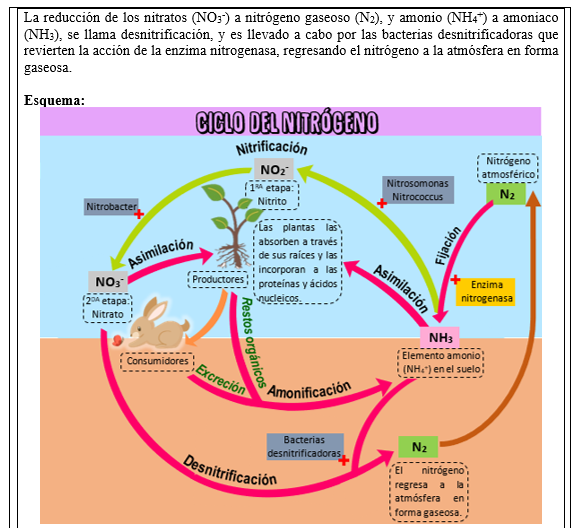 La reducción de los nitratos (NO₃⁻) a nitrógeno gaseoso (N₂), y amonio (NH₄⁺) a amoniaco
(NH₃), se llama desnitrificación, y es llevado a cabo por las bacterias desnitrificadoras que
revierten la acción de la enzima nitrogenasa, regresando el nitrógeno a la atmósfera en forma
gaseosa.
Esquema:
CICLO DEL NITRÓGENO
Nitrificación
NO₂⁻
1ᴿᴬ etapa:
Nitrito
Nitrógeno
atmosférico
N₂
Nitrosomonas
Nitrococcus
+
Nitrobacter
+
Asimilación
Las plantas las
absorben a través
de sus raíces y las
incorporan a las
proteínas y ácidos
nucleicos.
Fijación
Asimilación
NO₃⁻
2ᴰᴬ etapa:
Nitrato
Productores
+
Enzima
nitrogenasa
NH₃
Elemento amonio
(NH₄⁺) en el suelo
Consumidores
Restos orgánicos
Excreción
Amonificación
Bacterias
desnitrificadoras
+
N₂
Desnitrificación
El nitrógeno
regresa a la
atmósfera en
forma gaseosa.